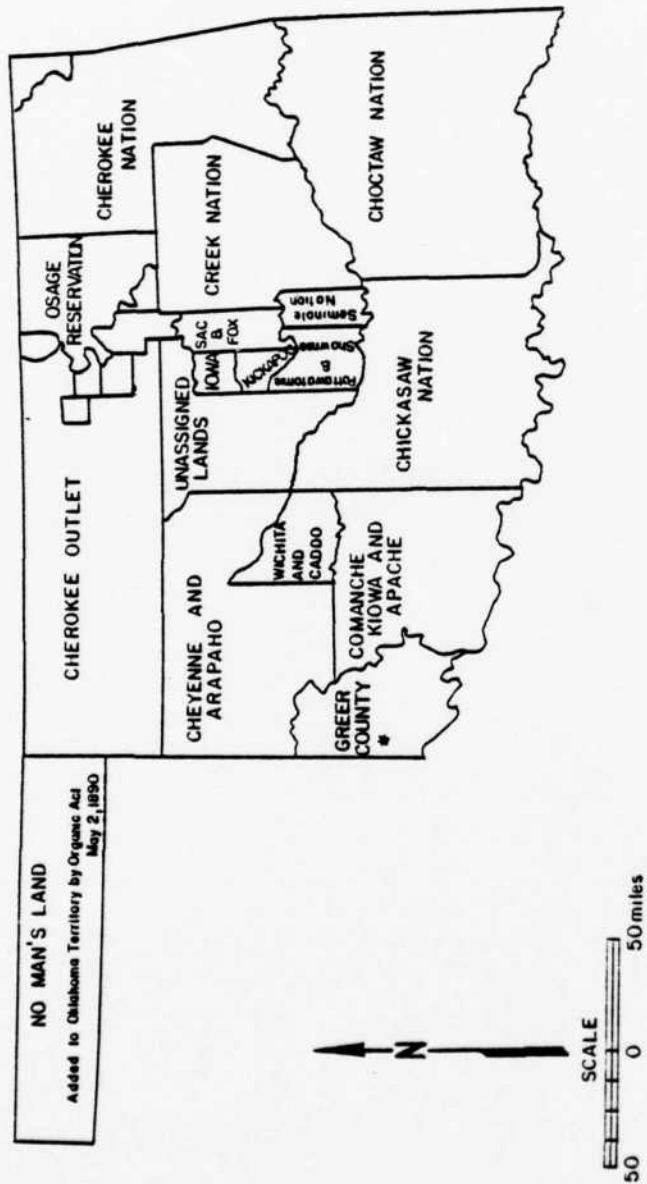 NO MAN'S LAND
Added to Oklahoma Territory by Organic Act
May 2, 1890
CHEROKEE OUTLET
OSAGE
RESERVATION
CHEROKEE
NATION
UNASSIGNED
LANDS
IOWA
SAC
&
FOX
KICKAPOO
CREEK NATION
CHEYENNE AND
ARAPAHO
WICHITA
AND
CADDO
Pottawatomie
&
Shawnee
Seminole
Nation
GREER
COUNTY
*
COMANCHE
KIOWA AND
APACHE
CHICKASAW
NATION
CHOCTAW NATION
N
SCALE
50 0 50 miles